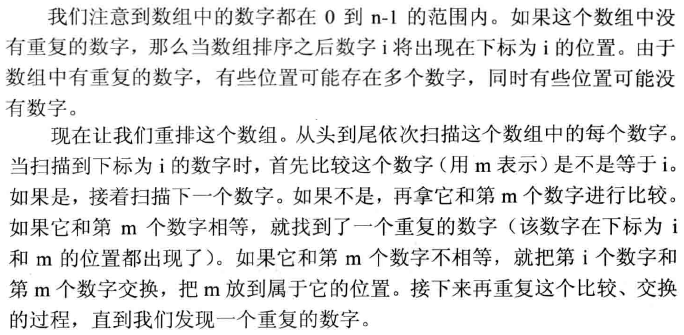 我们注意到数组中的数字都在 0 到 n-1 的范围内。如果这个数组中没
有重复的数字，那么当数组排序之后数字 i 将出现在下标为 i 的位置。由于
数组中有重复的数字，有些位置可能存在多个数字，同时有些位置可能没
有数字。
现在让我们重排这个数组。从头到尾依次扫描这个数组中的每个数字。
当扫描到下标为 i 的数字时，首先比较这个数字（用 m 表示）是不是等于 i。
如果是，接着扫描下一个数字。如果不是，再拿它和第 m 个数字进行比较。
如果它和第 m 个数字相等，就找到了一个重复的数字（该数字在下标为 i
和 m 的位置都出现了）。如果它和第 m 个数字不相等，就把第 i 个数字和
第 m 个数字交换，把 m 放到属于它的位置。接下来再重复这个比较、交换
的过程，直到我们发现一个重复的数字。